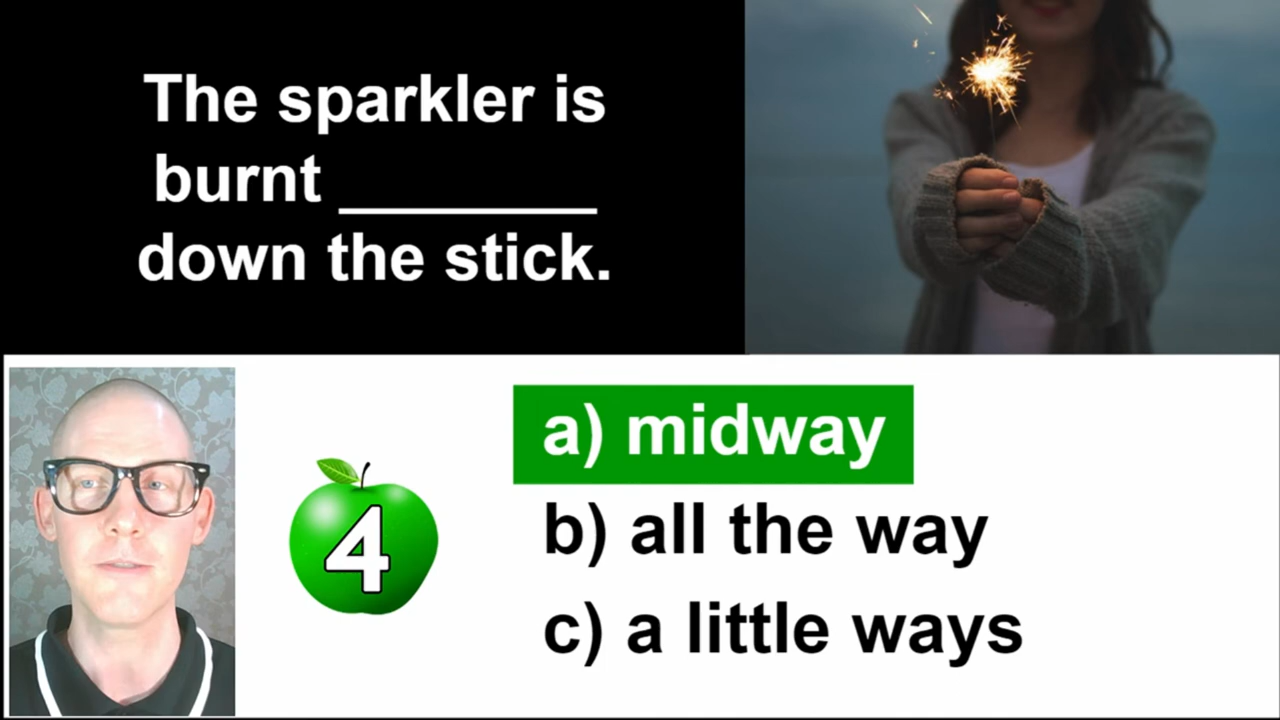 The sparkler is
burnt ________
down the stick.
4
a) midway
b) all the way
c) a little ways